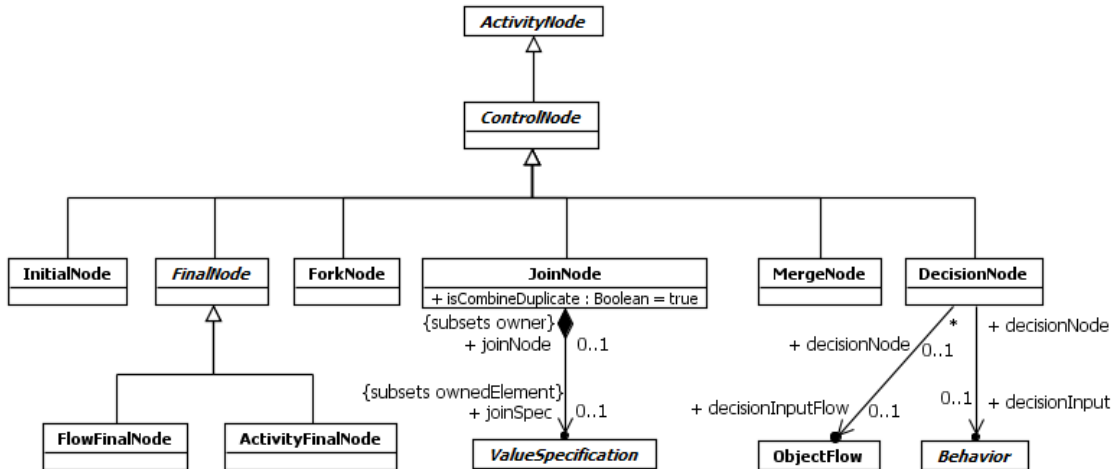 ActivityNode
ControlNode
InitialNode
FinalNode
ForkNode
JoinNode
+ isCombineDuplicate : Boolean = true
MergeNode
DecisionNode
{subsets owner}
+ joinNode
0..1
*
+ decisionNode
+ decisionNode
0..1
{subsets ownedElement}
+ joinSpec
0..1
+ decisionInputFlow
0..1
0..1
+ decisionInput
FlowFinalNode
ActivityFinalNode
ValueSpecification
ObjectFlow
Behavior